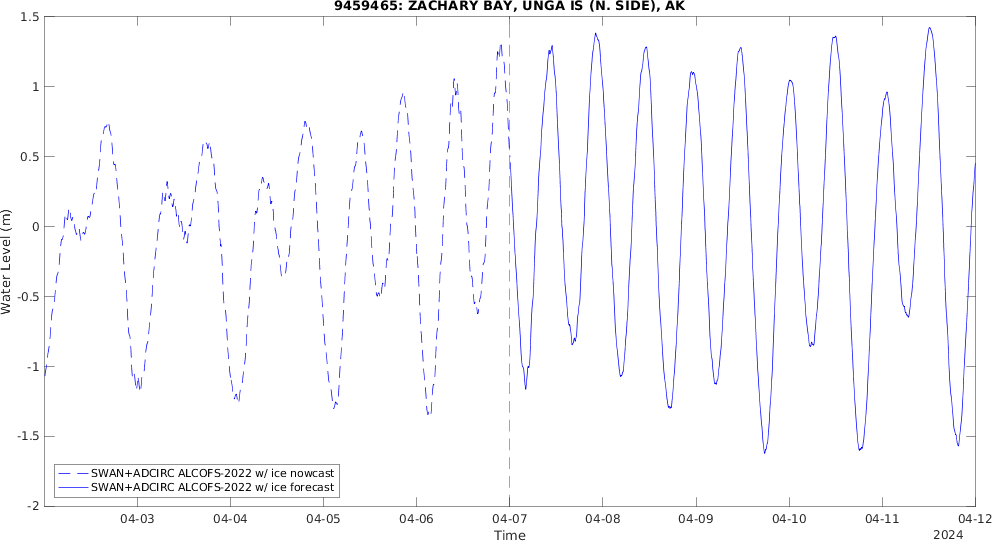 9459465: ZACHARY BAY, UNGA IS (N. SIDE), AK
1.5
1
0.5
0
-0.5
-1
-1.5
-2
Water Level (m)
SWAN+ADCIRC ALCOFS-2022 w/ ice nowcast
SWAN+ADCIRC ALCOFS-2022 w/ ice forecast
04-03 04-04 04-05 04-06 04-07 04-08 04-09 04-10 04-11 04-12
Time
2024